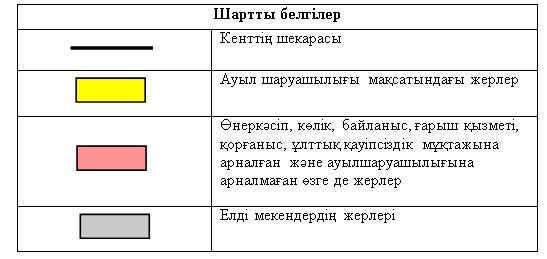 Шартты белгілер
Кенттің шекарасы
Ауыл шаруашылығы мақсатындағы жерлер
Өнеркәсіп, көлік, байланыс, ғарыш қызметі,
қорғаныс, ұлттық қауіпсіздік мұқтажына
арналған және ауылшаруашылығына
арналмаған өзге де жерлер
Елді мекендердің жерлері